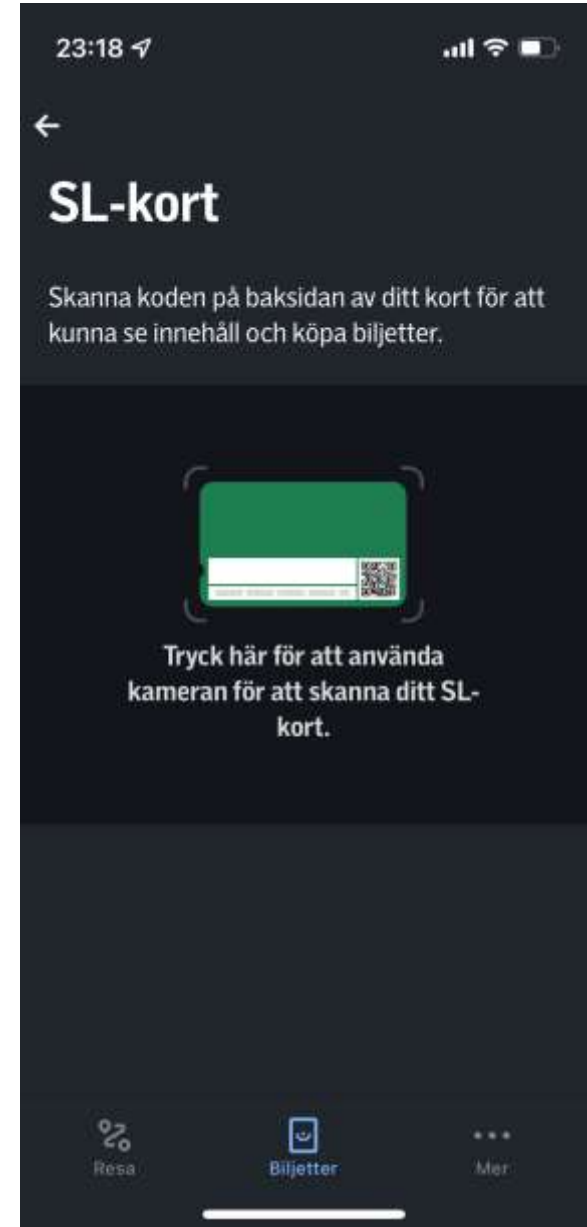 23:18
SL-kort
Skanna koden på baksidan av ditt kort för att
kunna se innehåll och köpa biljetter.
Tryck här för att använda
kameran för att skanna ditt SL-
kort.
Resa Biljetter Mer